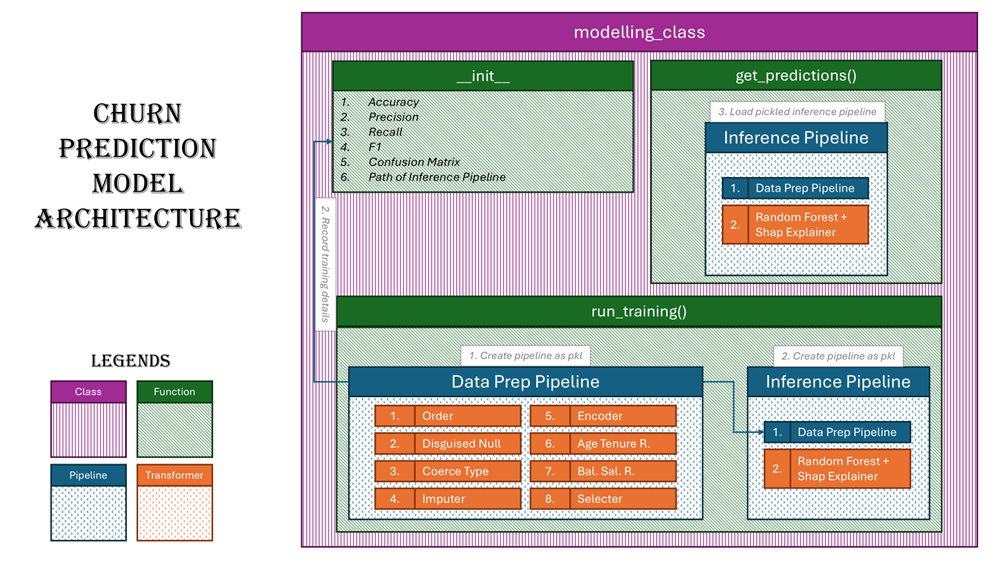 CHURN
PREDICTION
MODEL
ARCHITECTURE
LEGENDS
Class
Function
Pipeline
Transformer
modelling_class
__init__
1. Accuracy
2. Precision
3. Recall
4. F1
5. Confusion Matrix
6. Path of Inference Pipeline
2. Record training details
get_predictions()
3. Load pickled inference pipeline
Inference Pipeline
1. Data Prep Pipeline
2. Random Forest +
Shap Explainer
run_training()
1. Create pipeline as pkl
Data Prep Pipeline
1. Order
2. Disguised Null
3. Coerce Type
4. Imputer
5. Encoder
6. Age Tenure R.
7. Bal. Sal. R.
8. Selecter
2. Create pipeline as pkl
Inference Pipeline
1. Data Prep Pipeline
2. Random Forest +
Shap Explainer